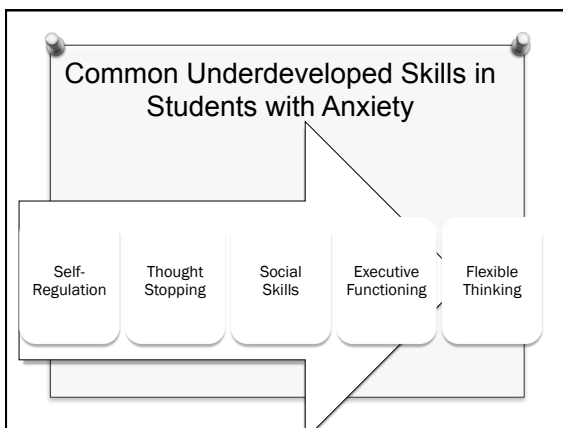 Common Underdeveloped Skills in
Students with Anxiety
Self-
Regulation
Thought
Stopping
Social
Skills
Executive
Functioning
Flexible
Thinking